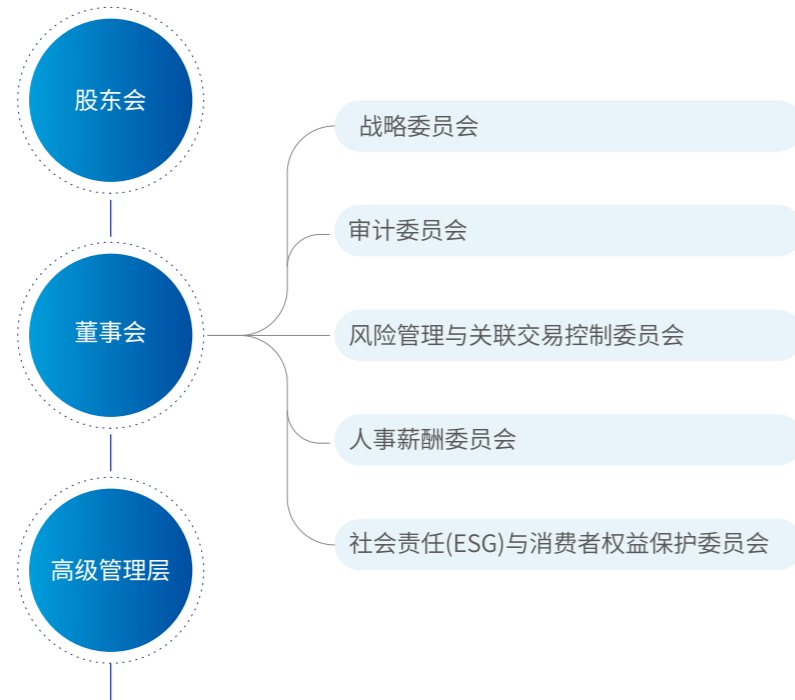 股东会
董事会
高级管理层
战略委员会
审计委员会
风险管理与关联交易控制委员会
人事薪酬委员会
社会责任(ESG)与消费者权益保护委员会